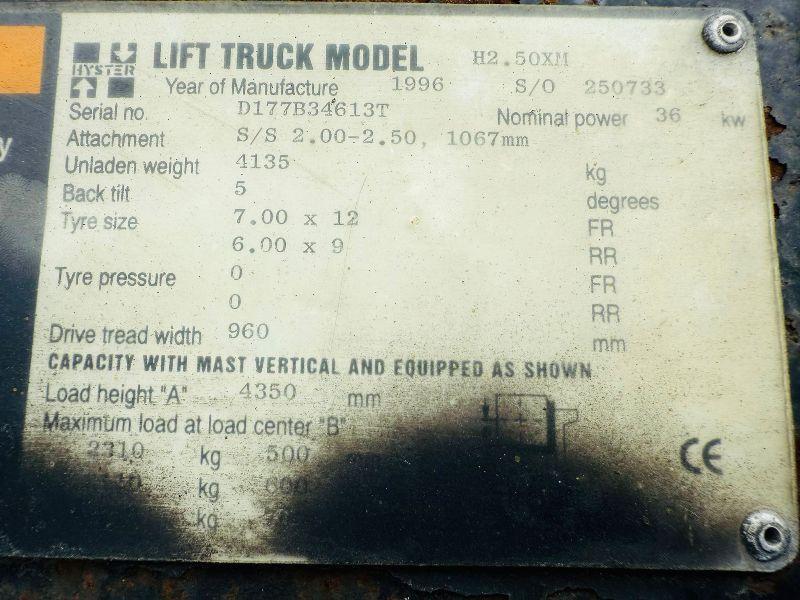 HYSTER LIFT TRUCK MODEL H2.50XM
Year of Manufacture 1996 S/O 250733
Serial no. D177B34613T Nominal power 36 kw
Attachment S/S 2.00-2.50, 1067mm
Unladen weight 4135 kg
Back tilt 5 degrees
Tyre size 7.00 x 12 FR
6.00 x 9 RR
Tyre pressure 0 FR
0 RR
Drive tread width 960 mm
CAPACITY WITH MAST VERTICAL AND EQUIPPED AS SHOWN
Load height "A" 4350 mm
Maximum load at load center "B"
2310 kg 500
kg 600
kg
CE
y